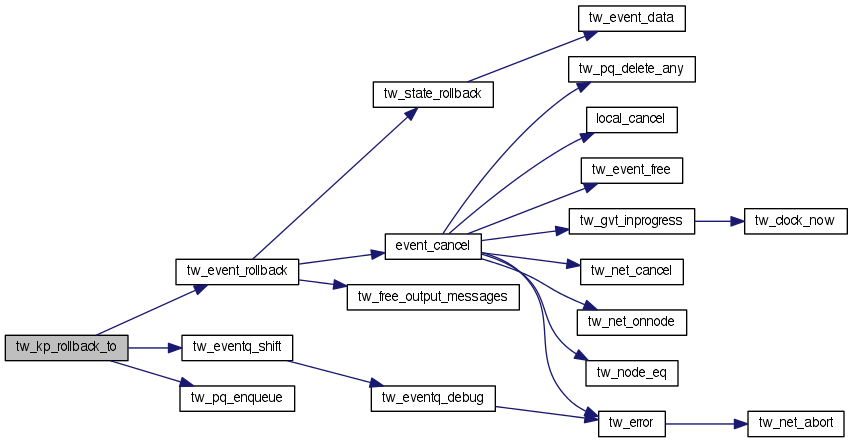 tw_event_data
tw_pq_delete_any
tw_state_rollback
local_cancel
tw_event_free
tw_gvt_inprogress
tw_clock_now
event_cancel
tw_event_rollback
tw_net_cancel
tw_free_output_messages
tw_net_onnode
tw_kp_rollback_to
tw_eventq_shift
tw_node_eq
tw_pq_enqueue
tw_eventq_debug
tw_error
tw_net_abort